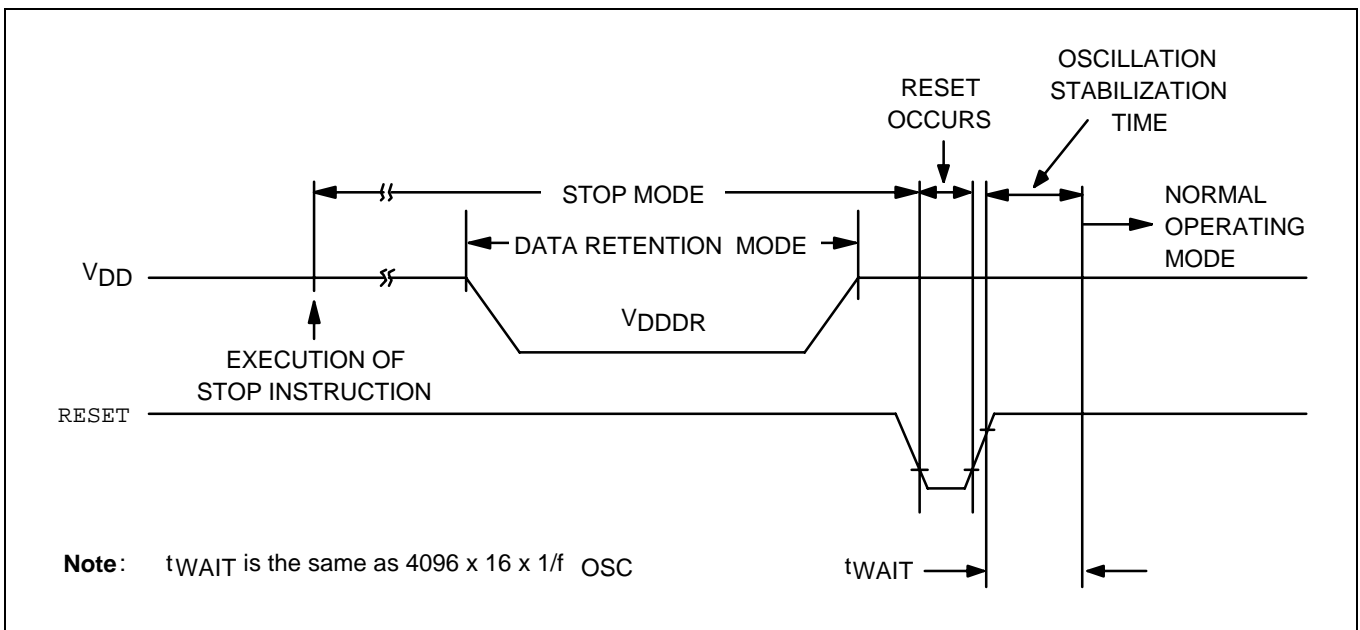 OSCILLATION
STABILIZATION
TIME
RESET
OCCURS
STOP MODE
NORMAL
OPERATING
MODE
DATA RETENTION MODE
VDD
VDDDR
EXECUTION OF
STOP INSTRUCTION
RESET
Note: tWAIT is the same as 4096 x 16 x 1/f OSC
tWAIT